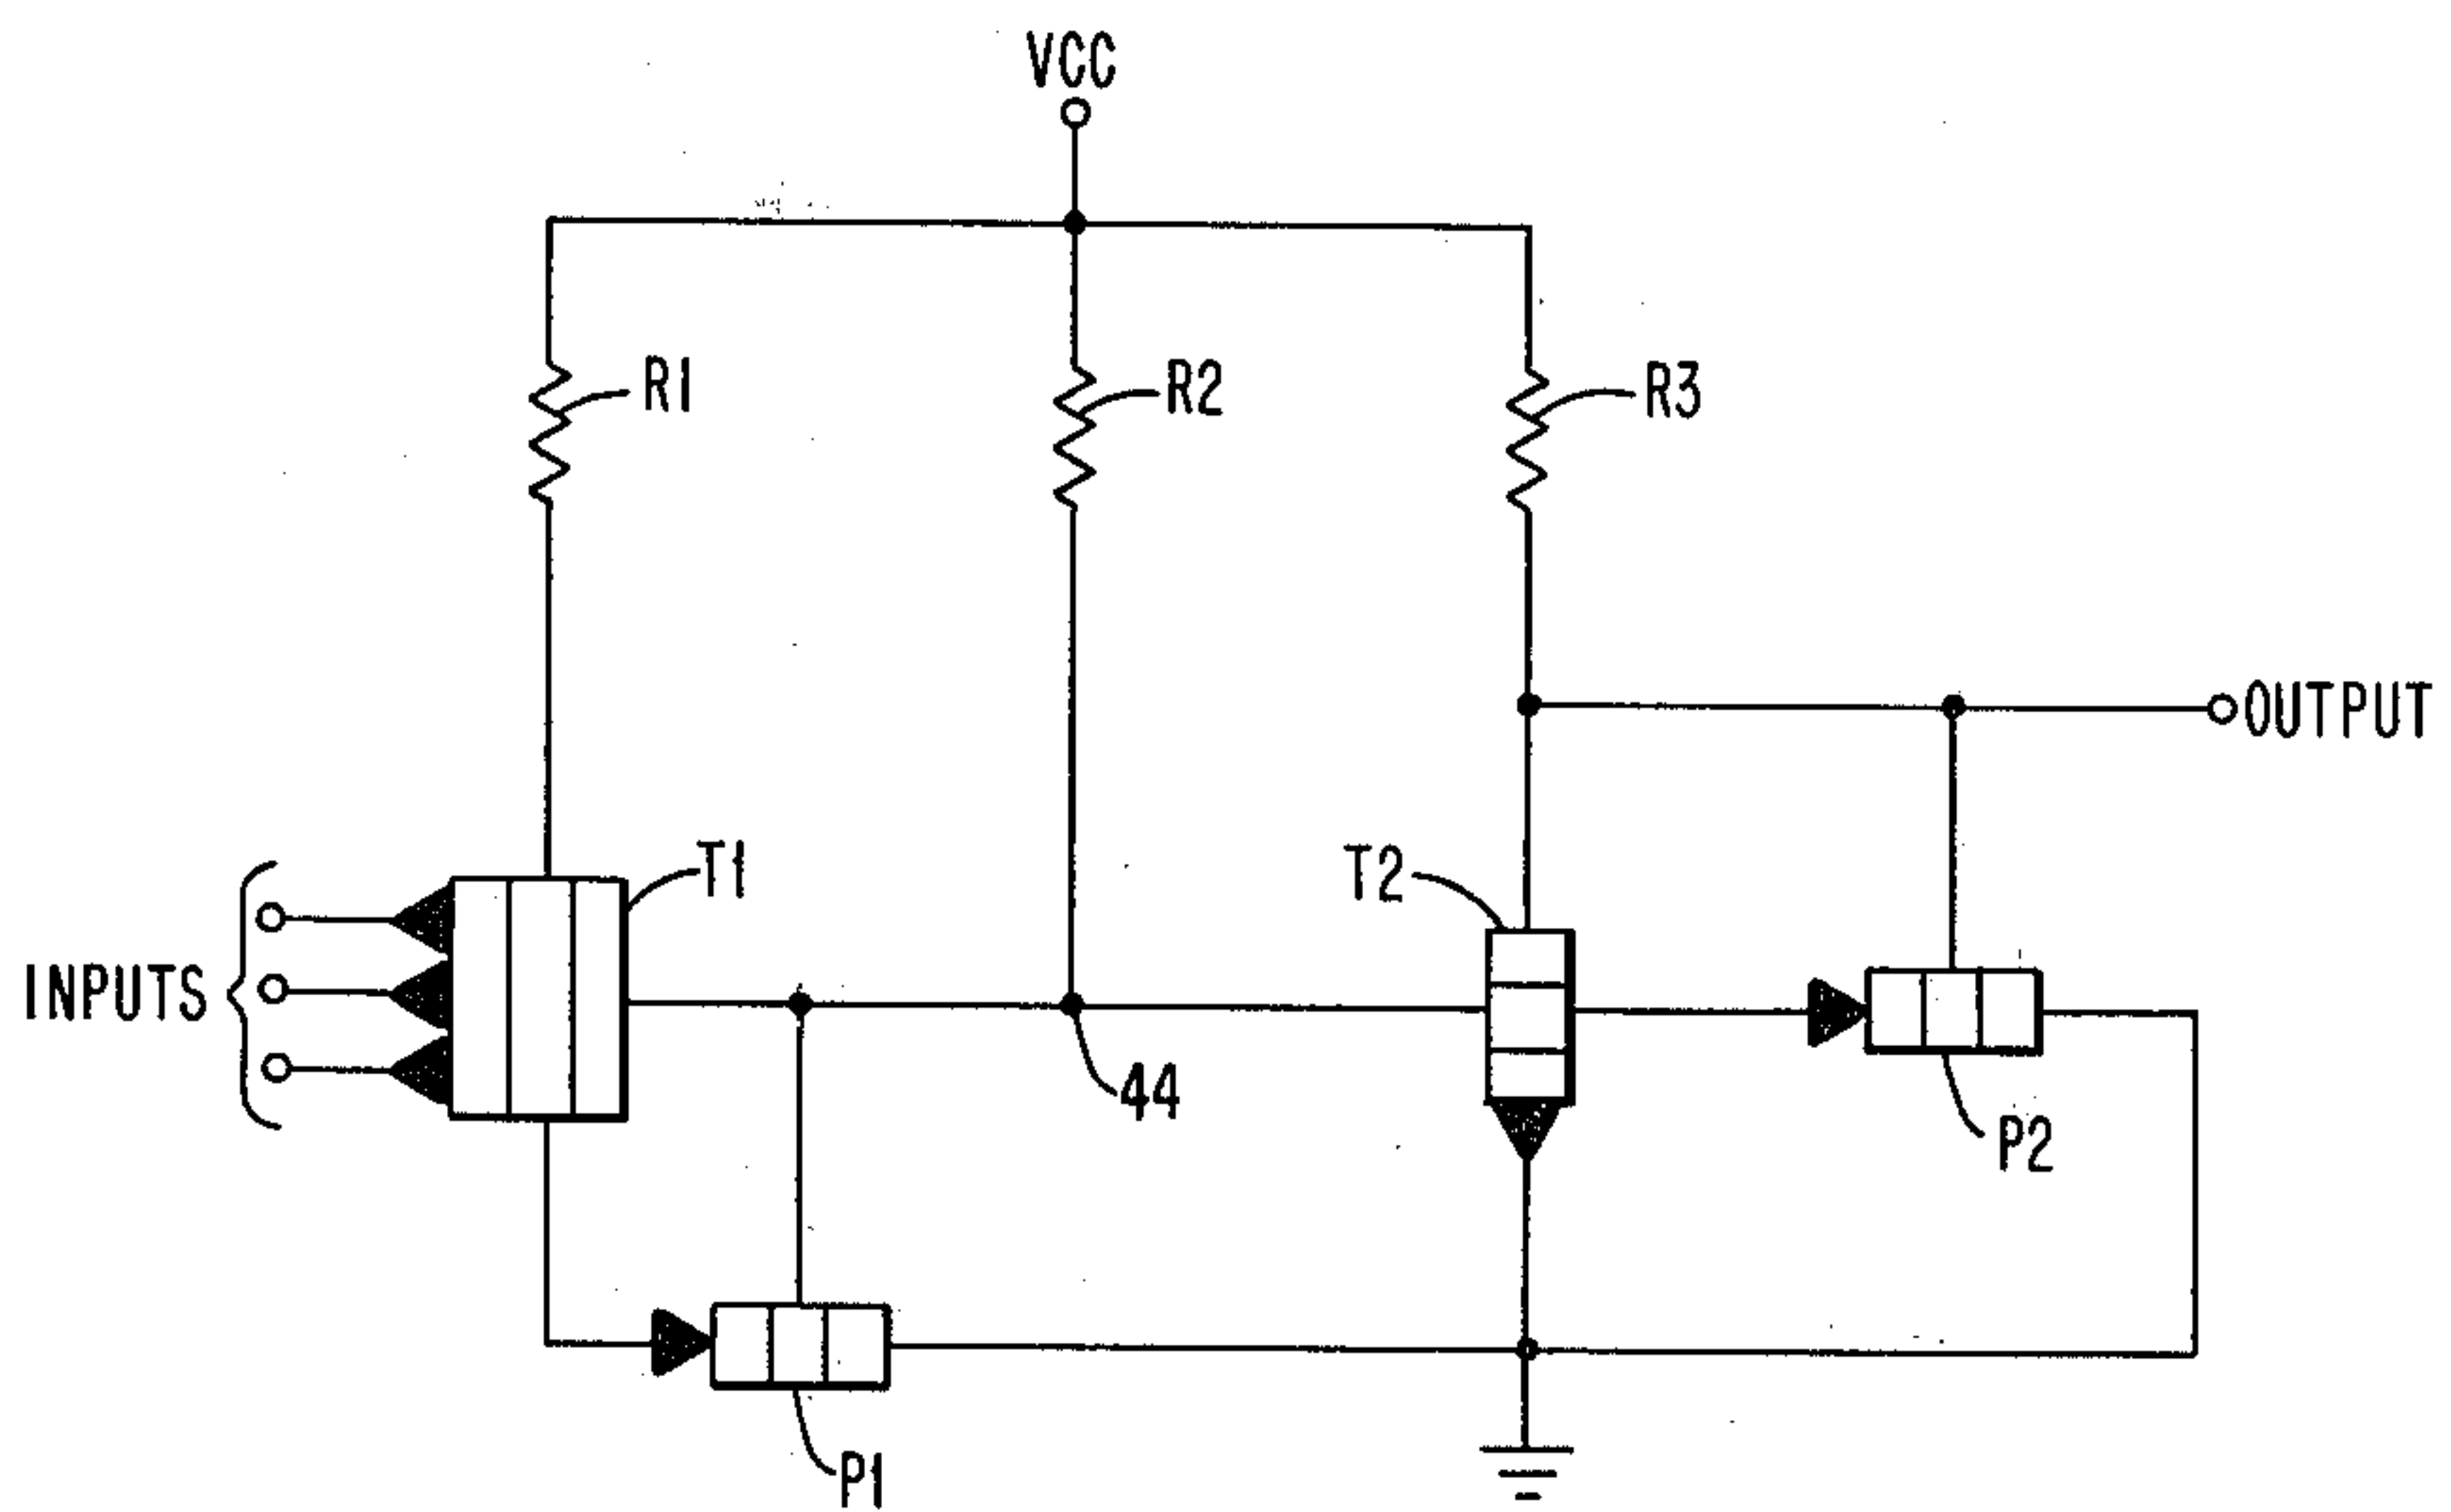 VCC
R1
R2
R3
OUTPUT
T1
T2
INPUTS
44
P2
P1